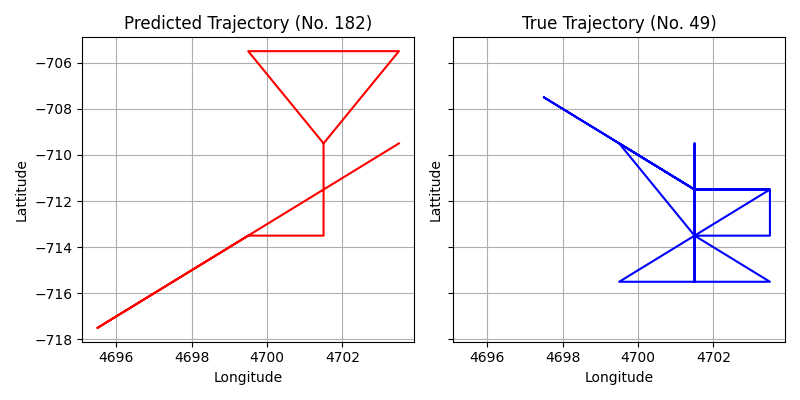 Predicted Trajectory (No. 182)
True Trajectory (No. 49)
Lattitude
−706
−708
−710
−712
−714
−716
−718
4696 4698 4700 4702
Longitude
Lattitude
4696 4698 4700 4702
Longitude